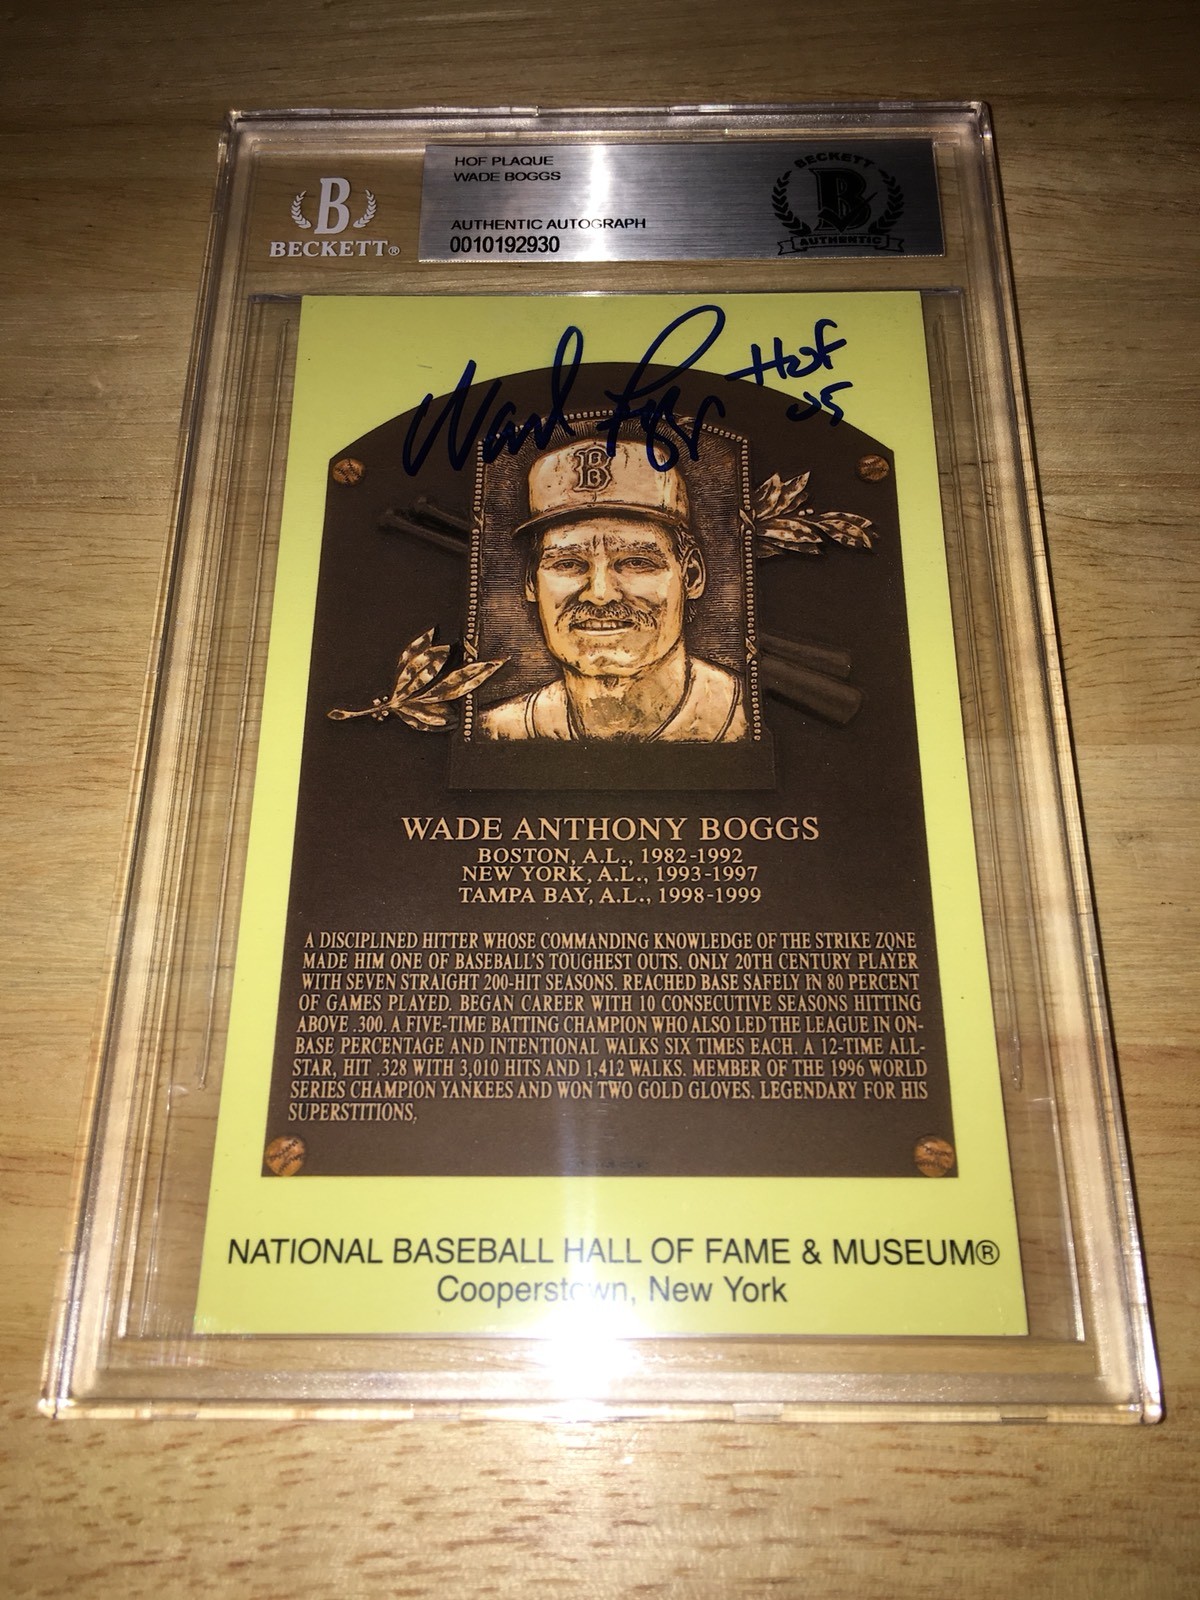 HOF PLAQUE
WADE BOGGS
AUTHENTIC AUTOGRAPH
0010192930
B
BECKETT®
BECKETT
B
AUTHENTIC
Wade Boggs HOF
05
B
WADE ANTHONY BOGGS
BOSTON, A.L., 1982-1992
NEW YORK, A.L., 1993-1997
TAMPA BAY, A.L., 1998-1999
A DISCIPLINED HITTER WHOSE COMMANDING KNOWLEDGE OF THE STRIKE ZONE
MADE HIM ONE OF BASEBALL'S TOUGHEST OUTS. ONLY 20TH CENTURY PLAYER
WITH SEVEN STRAIGHT 200-HIT SEASONS. REACHED BASE SAFELY IN 80 PERCENT
OF GAMES PLAYED. BEGAN CAREER WITH 10 CONSECUTIVE SEASONS HITTING
ABOVE .300. A FIVE-TIME BATTING CHAMPION WHO ALSO LED THE LEAGUE IN ON-
BASE PERCENTAGE AND INTENTIONAL WALKS SIX TIMES EACH. A 12-TIME ALL-
STAR, HIT .328 WITH 3,010 HITS AND 1,412 WALKS. MEMBER OF THE 1996 WORLD
SERIES CHAMPION YANKEES AND WON TWO GOLD GLOVES. LEGENDARY FOR HIS
SUPERSTITIONS.
NATIONAL BASEBALL HALL OF FAME & MUSEUM®
Cooperstown, New York